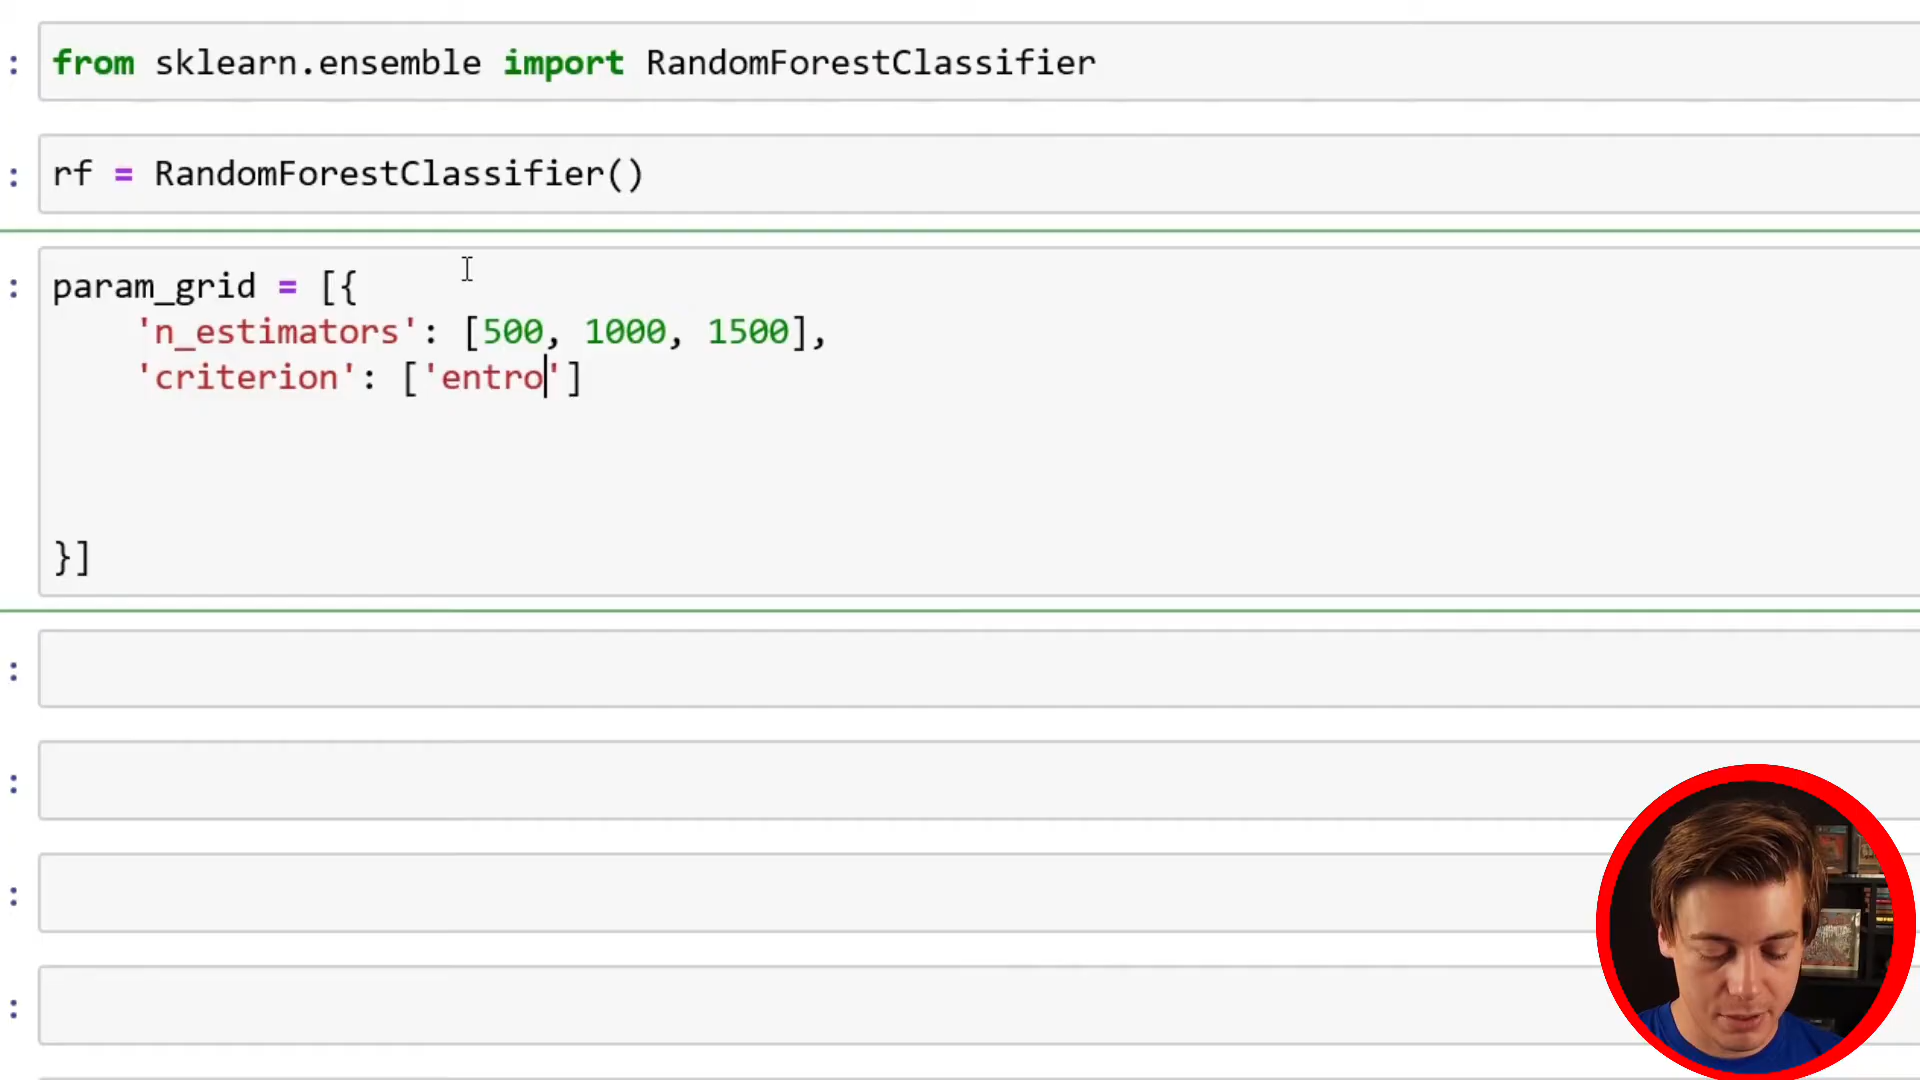 : from sklearn.ensemble import RandomForestClassifier
: rf = RandomForestClassifier()
: param_grid = [{
'n_estimators': [500, 1000, 1500],
'criterion': ['entro']
}]
:
:
:
: